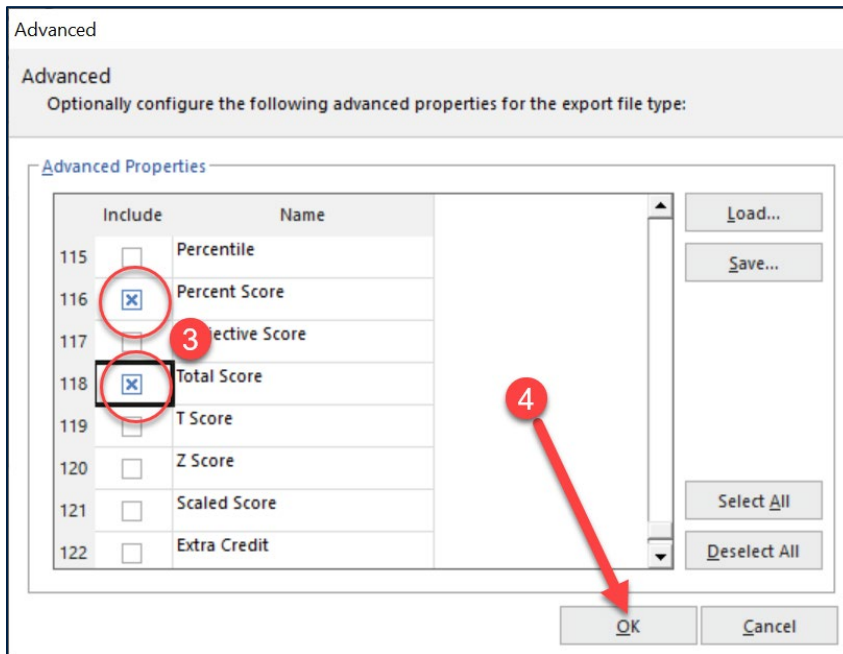 Advanced
Advanced
Optionally configure the following advanced properties for the export file type:
Advanced Properties
Include Name
Load...
115 Percentile
Save...
116 Percent Score
3
117 jective Score
118 Total Score
4
119 T Score
120 Z Score
121 Scaled Score
Select All
122 Extra Credit
Deselect All
OK Cancel